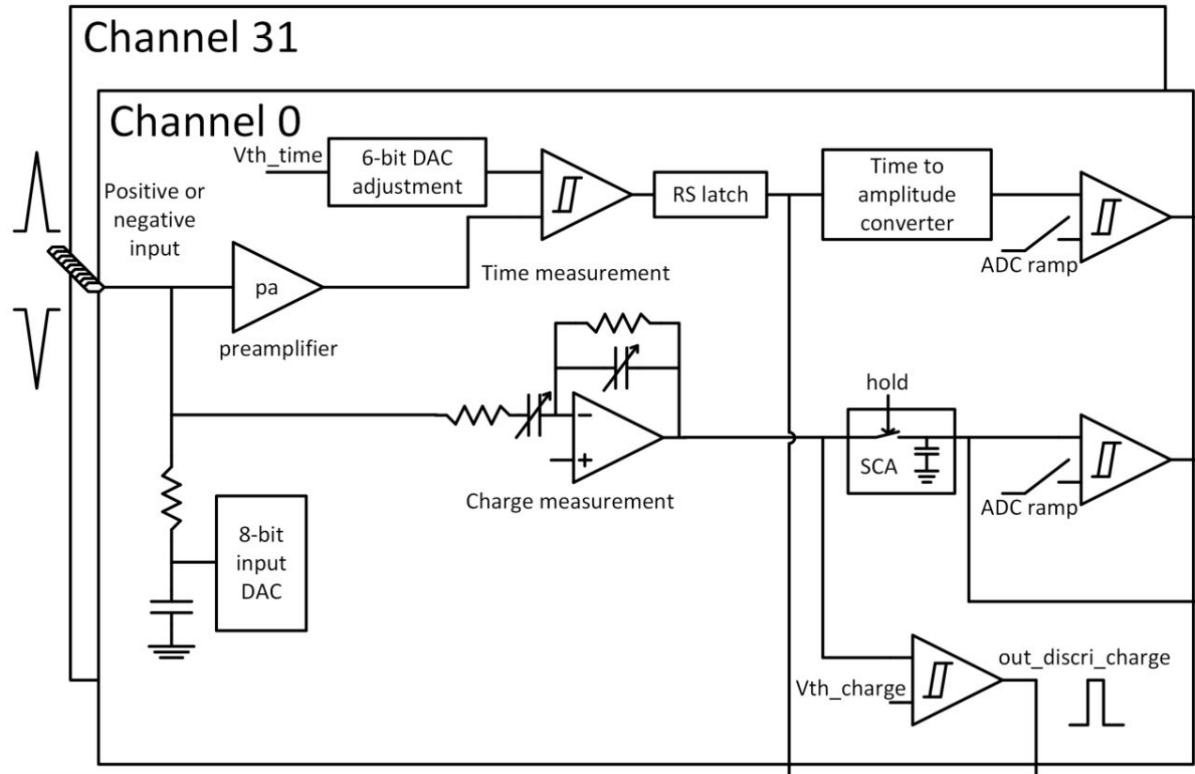 Channel 31
Channel 0
Vth_time
6-bit DAC
adjustment
RS latch
Time to
amplitude
converter
Positive or
negative
input
ADC ramp
Time measurement
pa
preamplifier
hold
-
+
SCA
Charge measurement
ADC ramp
8-bit
input
DAC
out_discri_charge
Vth_charge